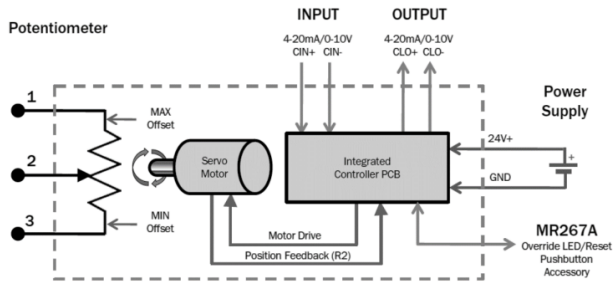 INPUT
OUTPUT
Potentiometer
4-20mA/0-10V
CIN+ CIN-
4-20mA/0-10V
CLO+ CLO-
Power
Supply
1
MAX
Offset
2
Servo
Motor
Integrated
Controller PCB
24V+
+
GND
3
MIN
Offset
Motor Drive
Position Feedback (R2)
MR267A
Override LED/Reset
Pushbutton
Accessory